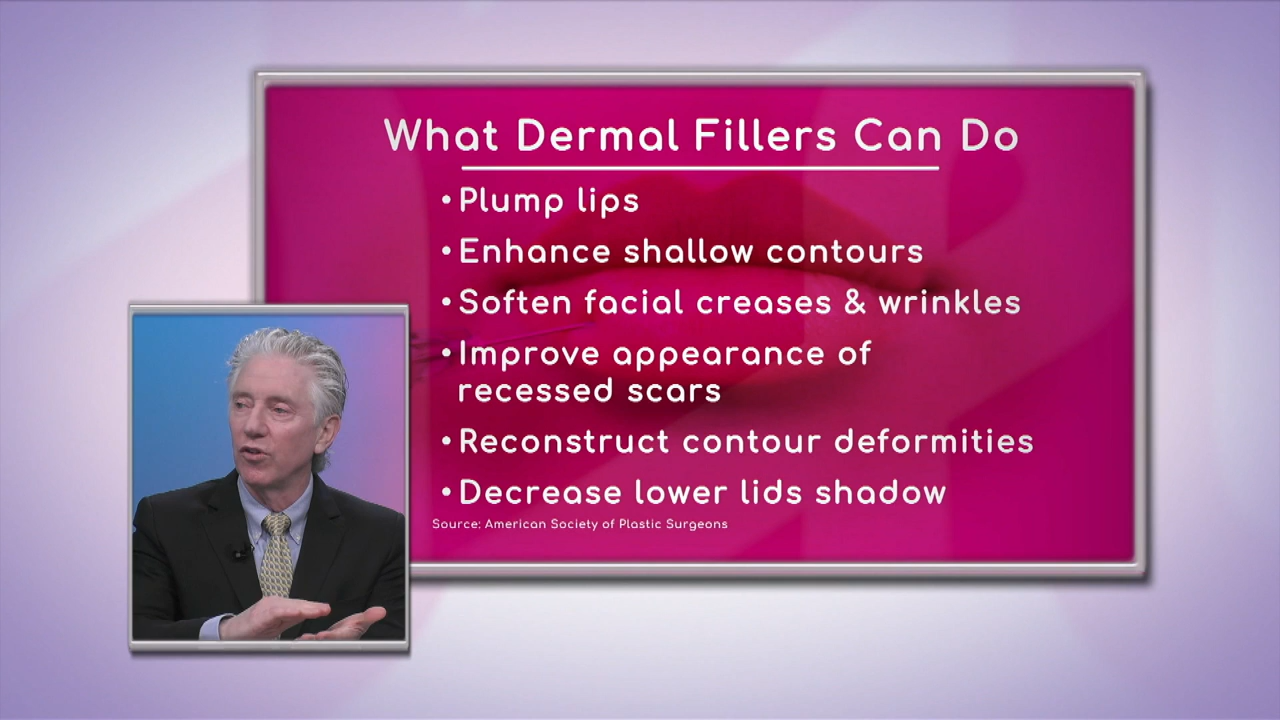 What Dermal Fillers Can Do
•Plump lips
•Enhance shallow contours
•Soften facial creases & wrinkles
•Improve appearance of
recessed scars
•Reconstruct contour deformities
•Decrease lower lids shadow
Source: American Society of Plastic Surgeons